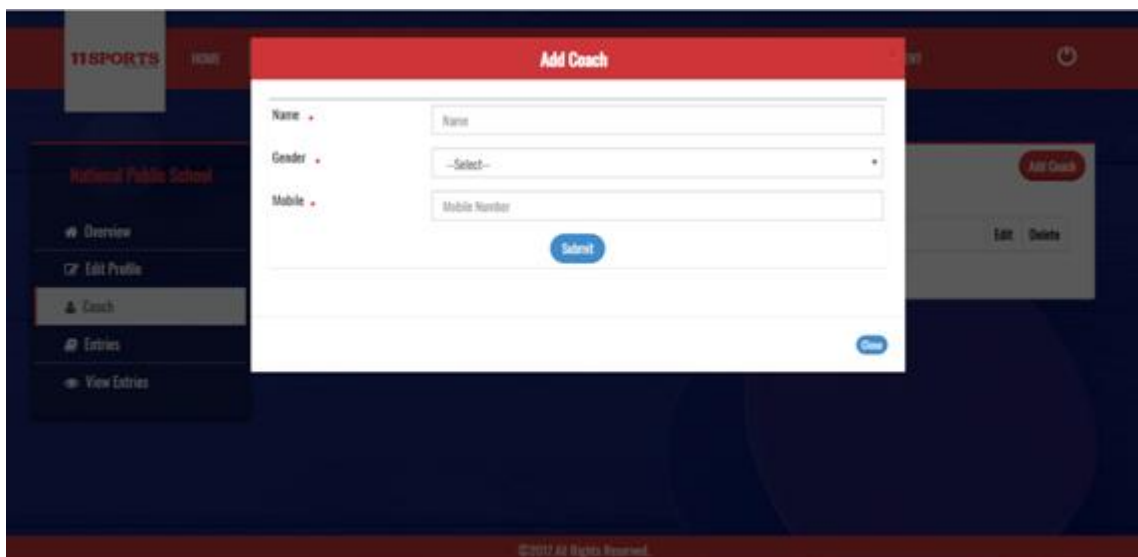 11SPORTS
HOME
Add Coach
Name *
Name
Gender *
--Select--
Mobile *
Mobile Number
Submit
Close
National Public School
Overview
Edit Profile
Coach
Entries
View Entries
Add Coach
Edit Delete
©2017 All Rights Reserved.